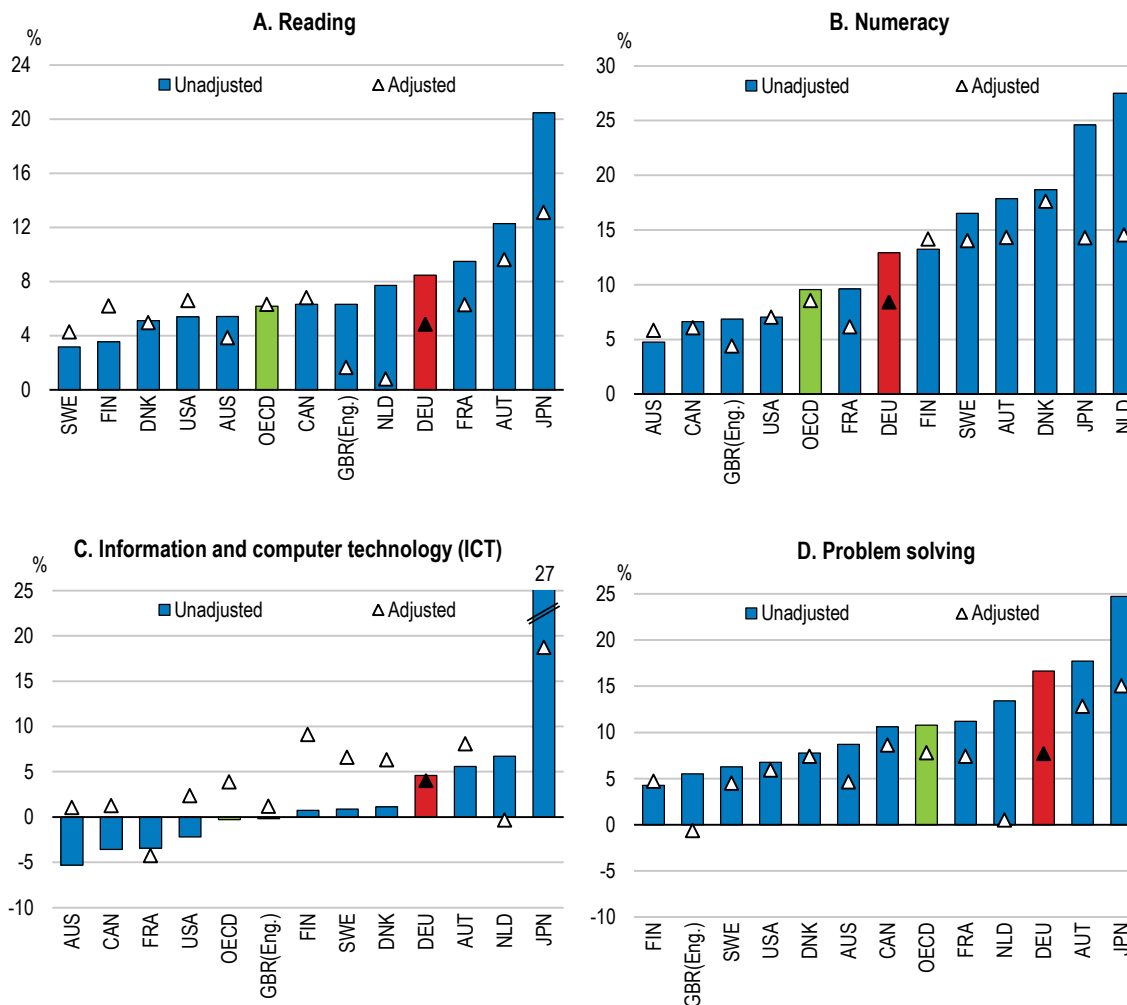 A. Reading
%
24
20
16
12
8
4
0
Unadjusted
Adjusted
SWE
FIN
DNK
USA
AUS
OECD
CAN
GBR(Eng.)
NLD
DEU
FRA
AUT
JPN
B. Numeracy
%
30
25
20
15
10
5
0
Unadjusted
Adjusted
AUS
CAN
GBR(Eng.)
USA
OECD
FRA
DEU
FIN
SWE
AUT
DNK
JPN
NLD
C. Information and computer technology (ICT)
%
27
25
20
15
10
5
0
-5
-10
Unadjusted
Adjusted
AUS
CAN
FRA
USA
OECD
GBR(Eng.)
FIN
SWE
DNK
DEU
AUT
NLD
JPN
D. Problem solving
%
25
20
15
10
5
0
-5
-10
Unadjusted
Adjusted
FIN
GBR(Eng.)
SWE
USA
DNK
AUS
CAN
OECD
FRA
NLD
DEU
AUT
JPN